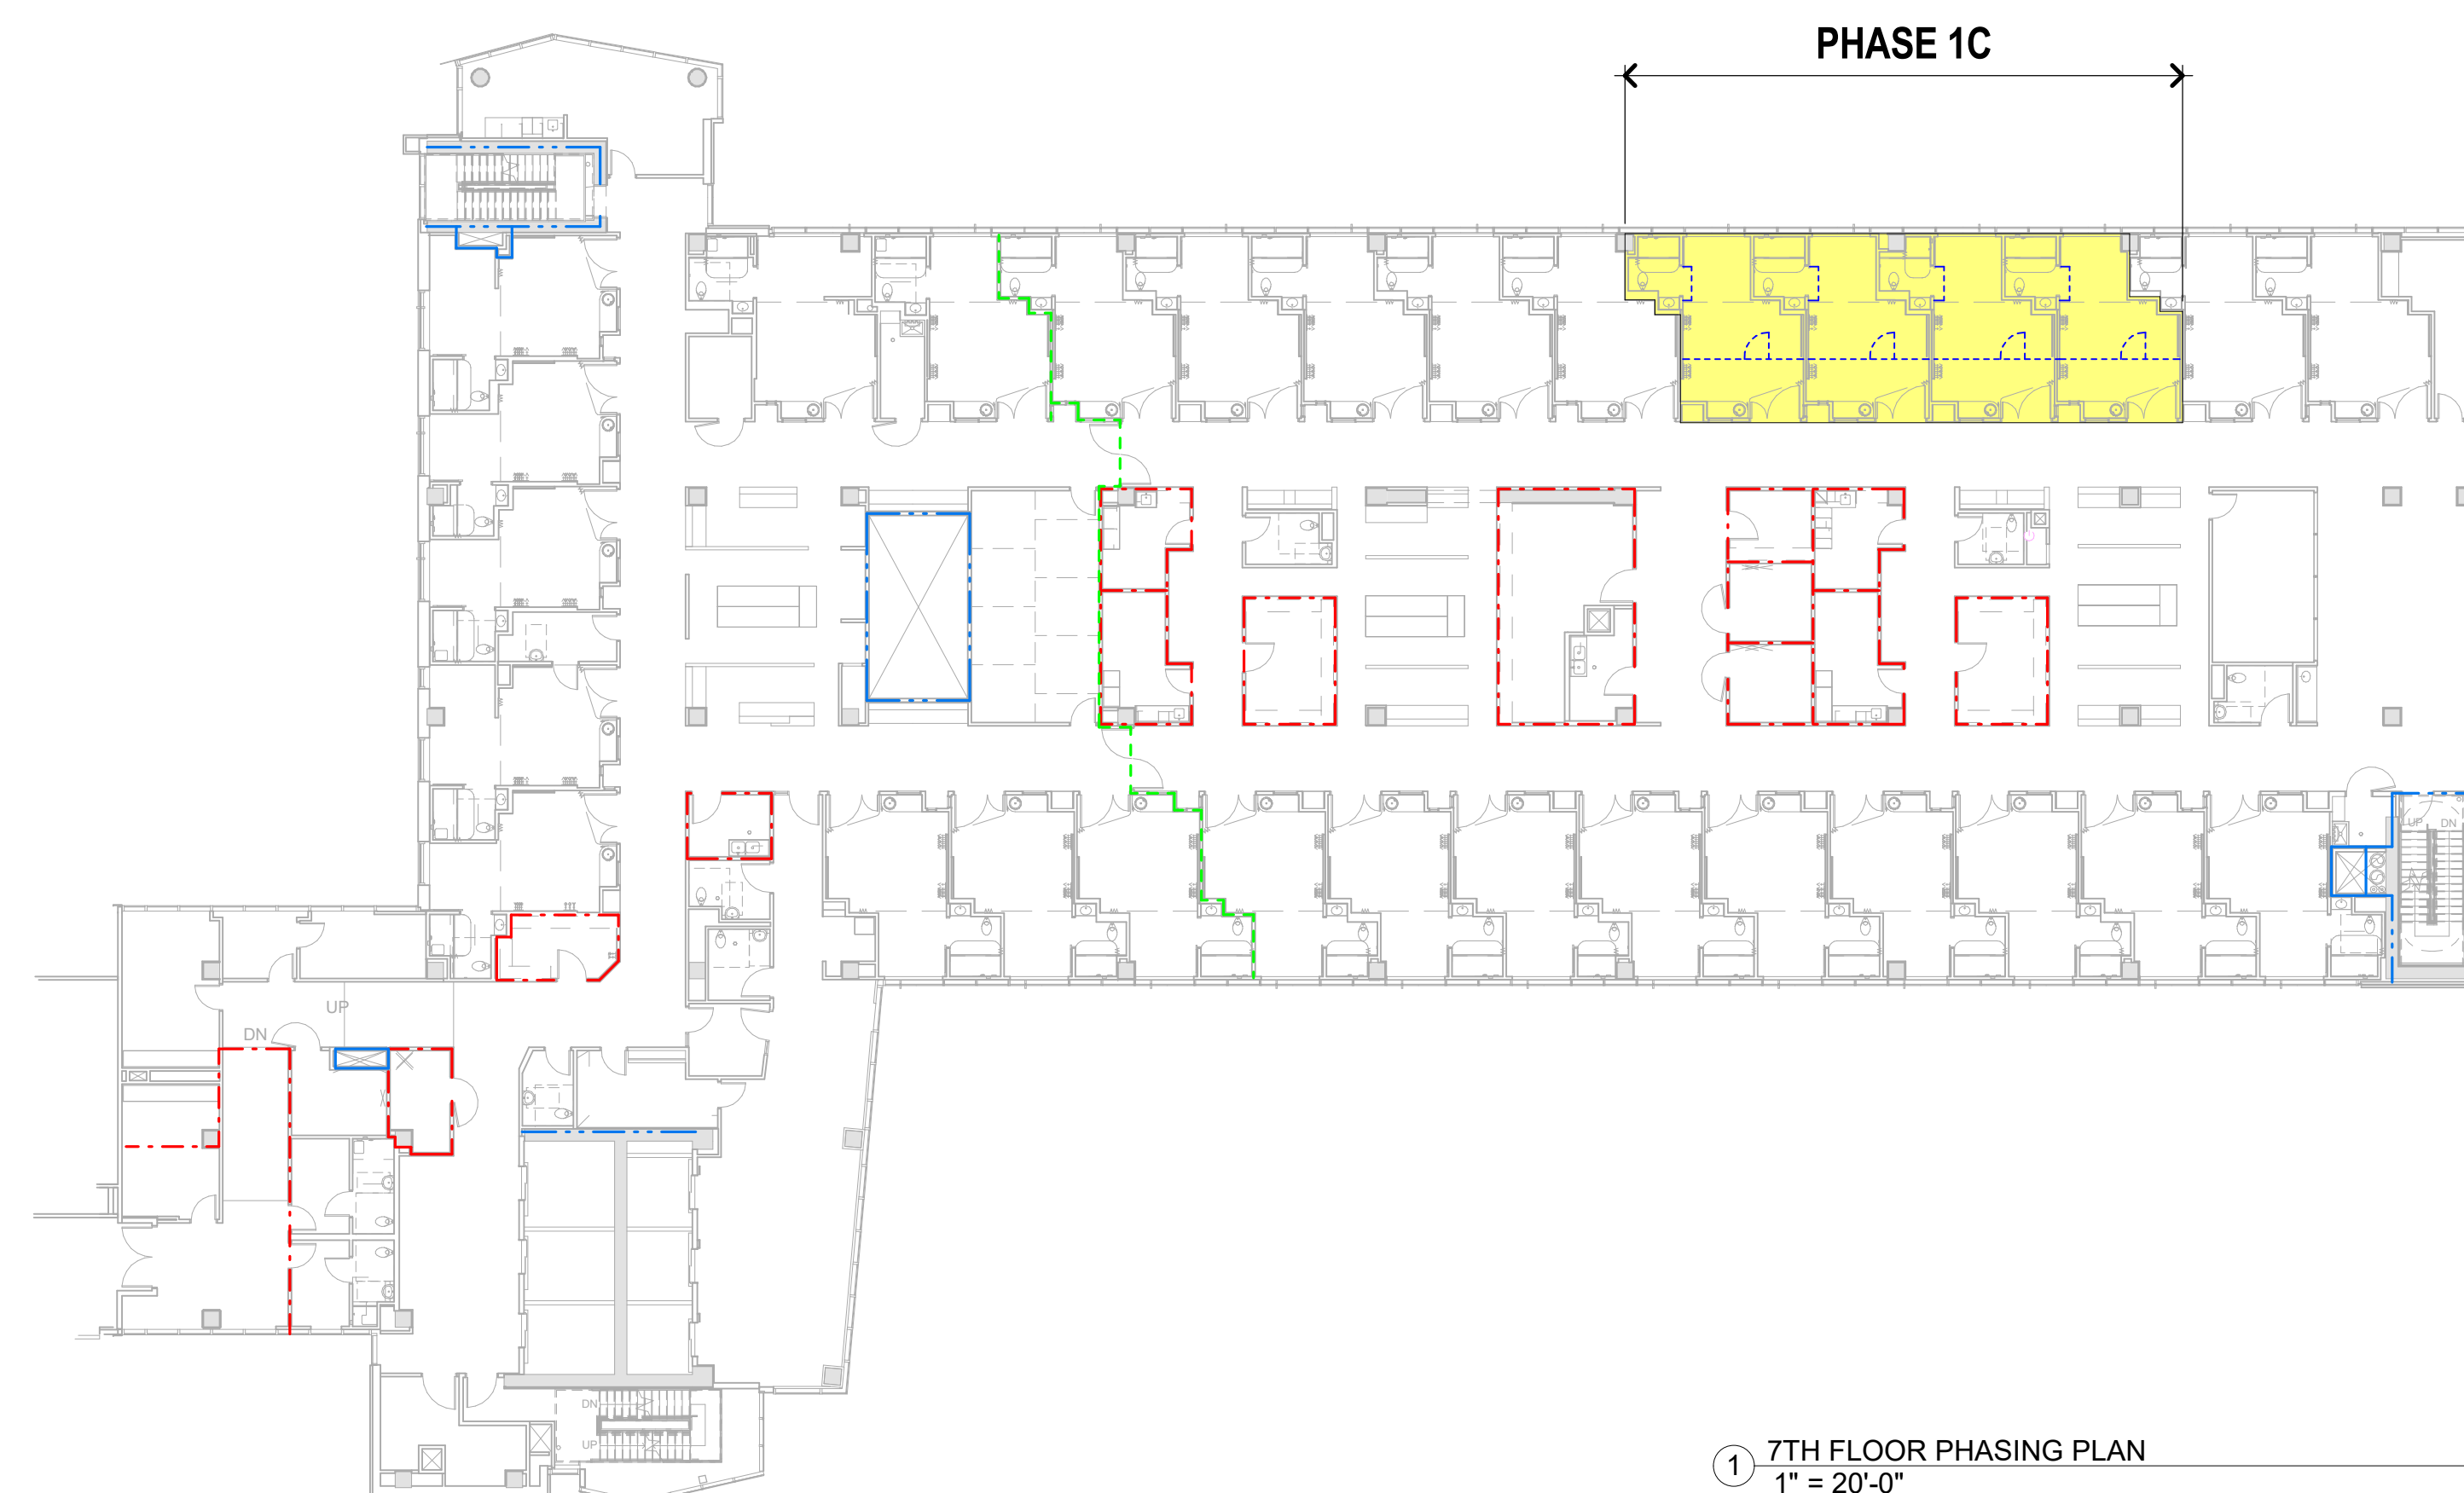 PHASE 1C
UP DN
UP
DN
DN
UP
1 7TH FLOOR PHASING PLAN
1" = 20'-0"